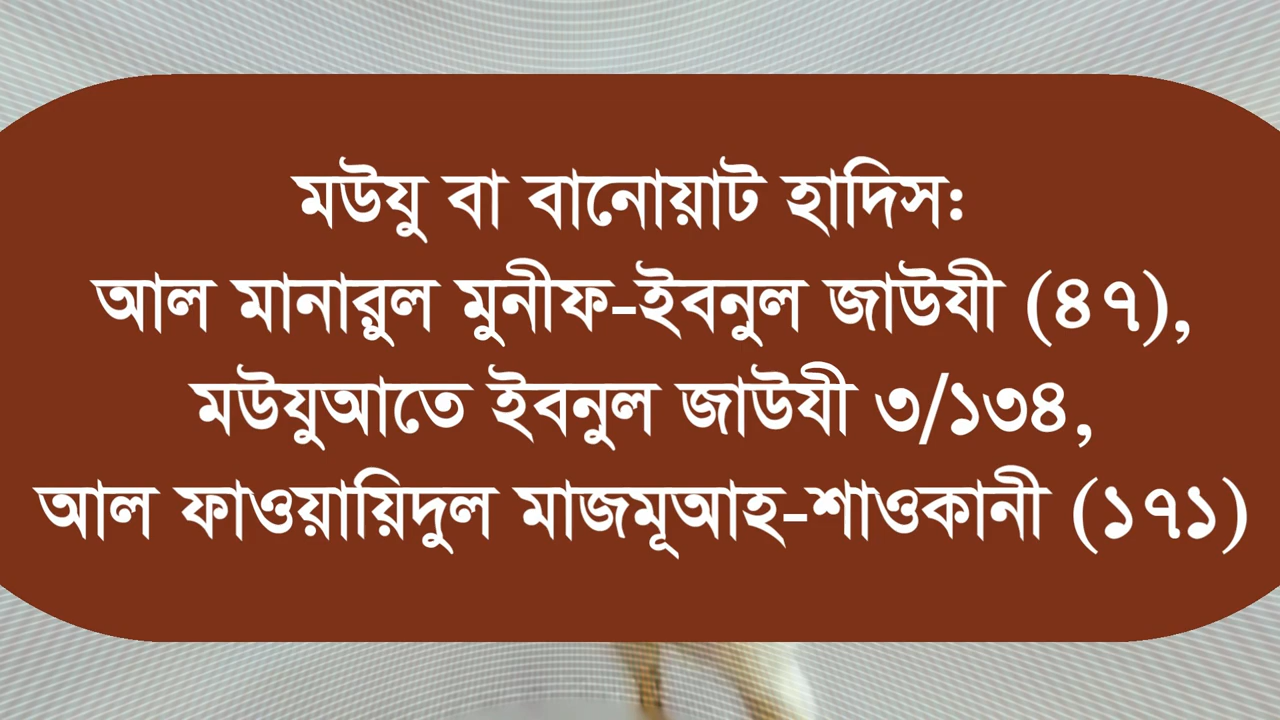 মউযু বা বানোয়াট হাদিসঃ
আল মানারুল মুনীফ-ইবনুল জাউযী (৪৭),
মউযুআতে ইবনুল জাউযী ৩/১৩৪,
আল ফাওয়ায়িদুল মাজমূআহ-শাওকানী (১৭১)